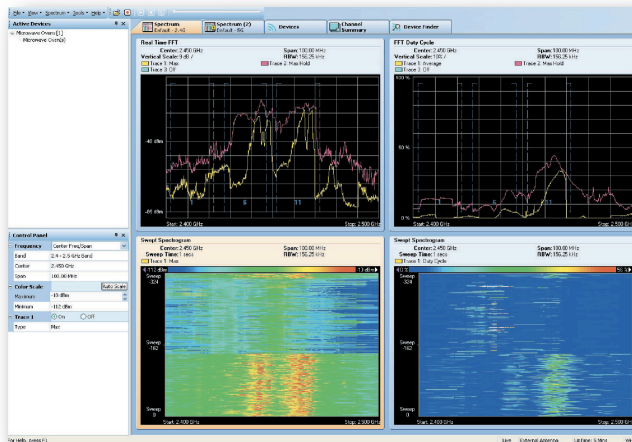 File View Spectrum Tools Help
Active Devices
Microwave Ovens [1]
Microwave Oven(s)
Spectrum
Default - 2.4G
Spectrum (2)
Default - 5G
Devices
Channel
Summary
Device Finder
Real Time FFT
Center: 2.450 GHz Span: 100.00 MHz
Vertical Scale: 9 dB / RBW: 156.25 kHz
Trace 1: Max Trace 2: Max Hold
Trace 3: Off
-40 dBm
1 6 11
Start: 2.400 GHz Stop: 2.500 GHz
FFT Duty Cycle
Center: 2.450 GHz Span: 100.00 MHz
Vertical Scale: 10% / RBW: 156.25 kHz
Trace 1: Average Trace 2: Max Hold
Trace 3: Off
100 %
50 %
0 %
1 6 11
Start: 2.400 GHz Stop: 2.500 GHz
Control Panel
Frequency Center Freq/Span
Band 2.4 - 2.5 GHz Band
Center 2.450 GHz
Span 100.00 MHz
Color Scale Auto Scale
Maximum
Minimum -112 dBm
Trace 1 On Off
Type Max
Swept Spectrogram
Center: 2.450 GHz Span: 100.00 MHz
Sweep Time: 1 secs RBW: 156.25 kHz
Trace 1: Max
-112 dBm
Sweep
-324
Sweep
-162
Sweep
0
Start: 2.400 GHz Stop: 2.500 GHz
Swept Spectrogram
Center: 2.450 GHz Span: 100.00 MHz
Sweep Time: 1 secs RBW: 156.25 kHz
Trace 1: Duty Cycle
Sweep
-324
Sweep
-162
Sweep
0
Start: 2.400 GHz Stop: 2.500 GHz
For Help, press F1
Live External Antenna